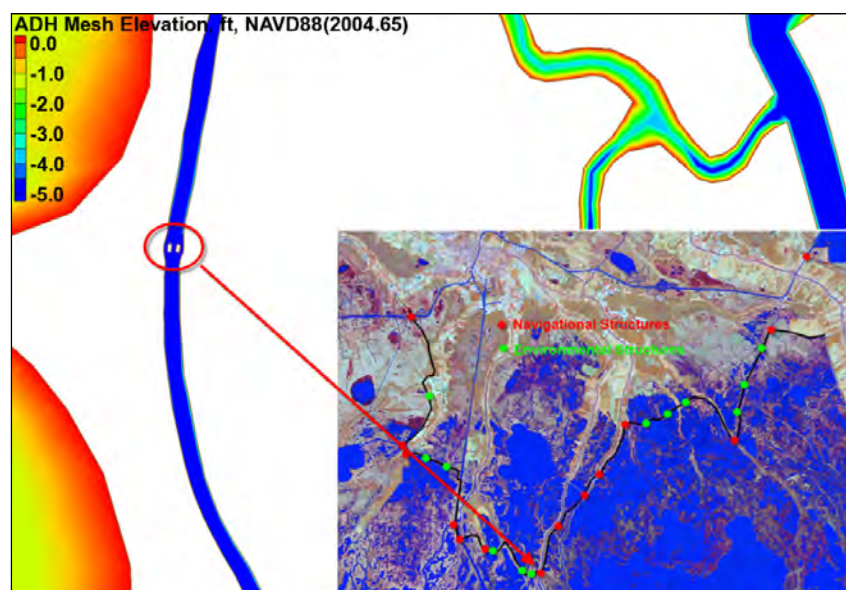 ADH Mesh Elevation, ft, NAVD88(2004.65)
0.0
-1.0
-2.0
-3.0
-4.0
-5.0
Navigational Structures
Environmental Structures